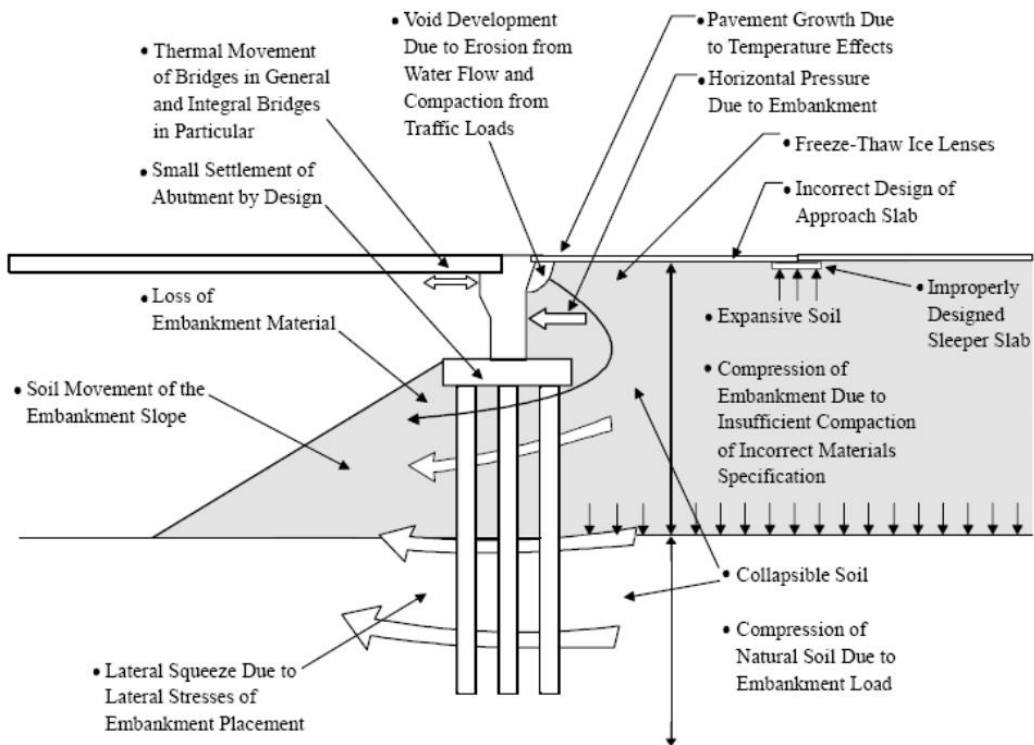 • Thermal Movement
of Bridges in General
and Integral Bridges
in Particular
• Small Settlement of
Abutment by Design
• Void Development
Due to Erosion from
Water Flow and
Compaction from
Traffic Loads
• Pavement Growth Due
to Temperature Effects
• Horizontal Pressure
Due to Embankment
• Freeze-Thaw Ice Lenses
• Incorrect Design of
Approach Slab
• Loss of
Embankment Material
• Soil Movement of the
Embankment Slope
• Expansive Soil
• Improperly
Designed
Sleeper Slab
• Compression of
Embankment Due to
Insufficient Compaction
of Incorrect Materials
Specification
• Collapsible Soil
• Compression of
Natural Soil Due to
Embankment Load
• Lateral Squeeze Due to
Lateral Stresses of
Embankment Placement